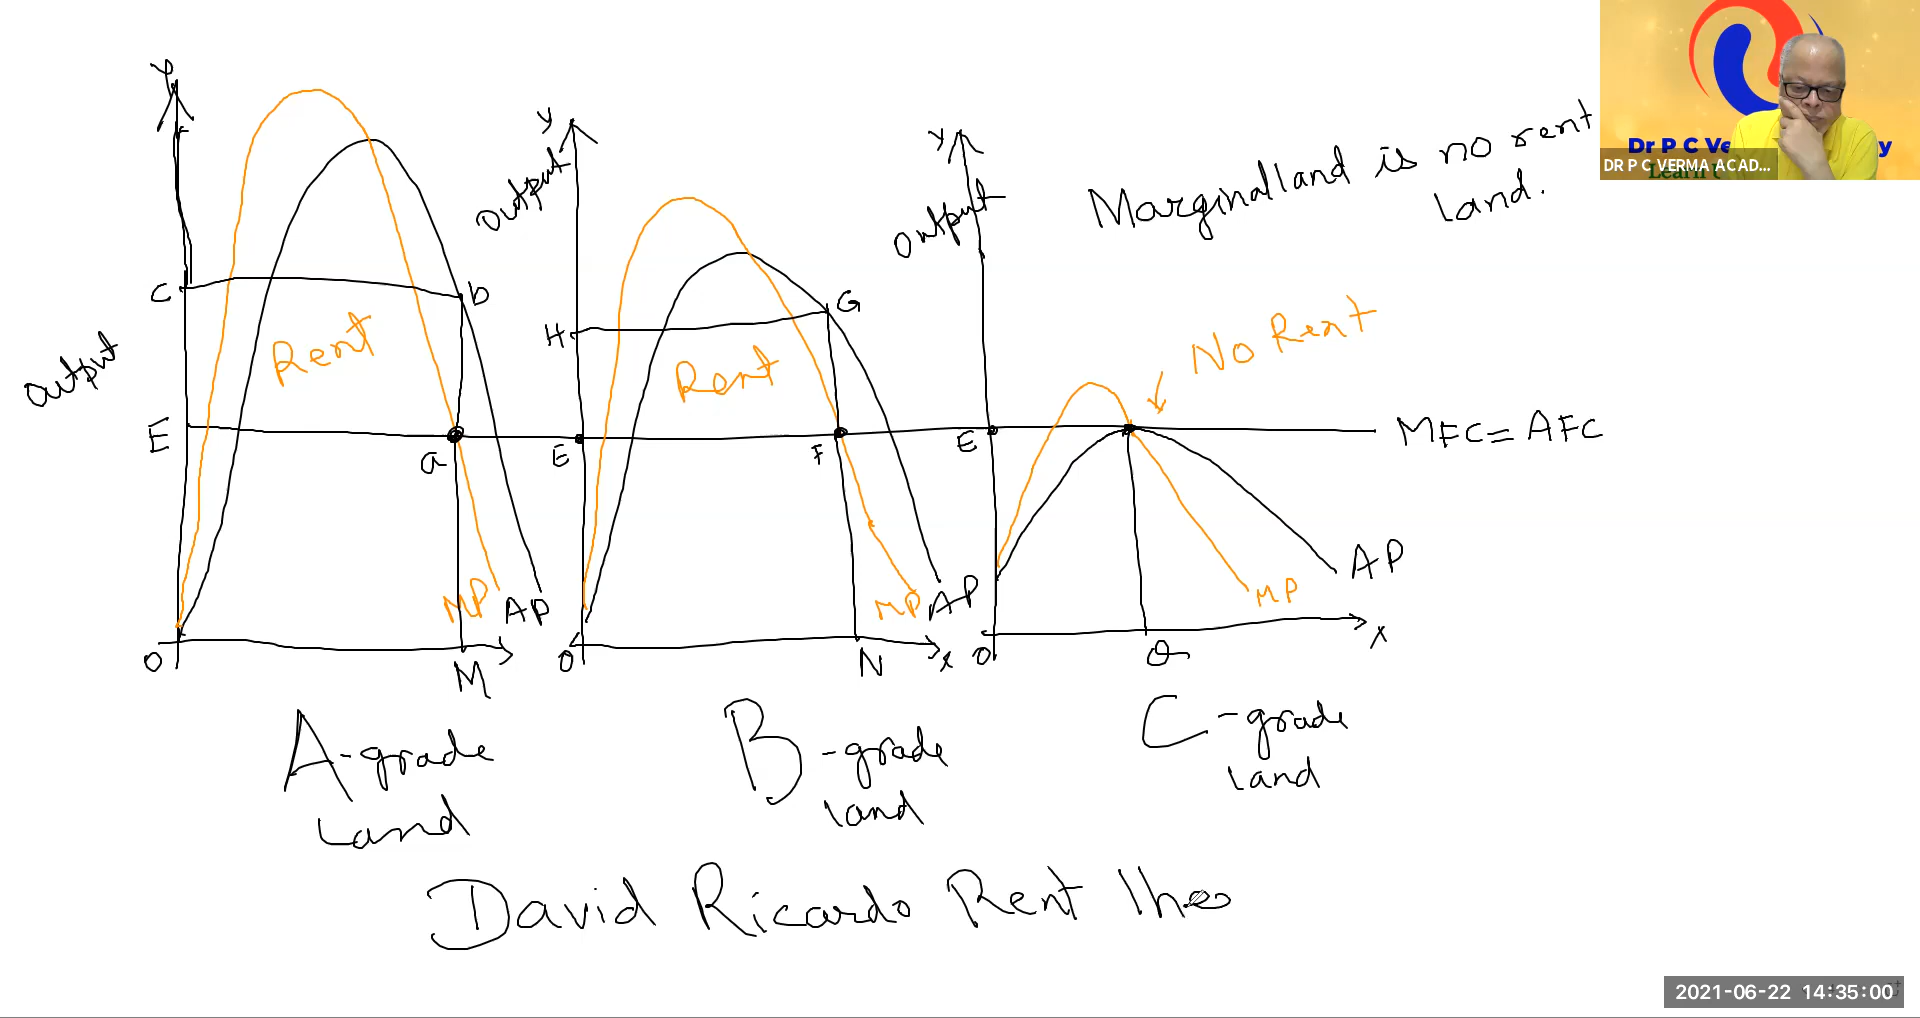 Y
Output
C
b
Rent
E
a
MP AP
O
M
A-grade
Land
Y
Output
H
G
Rent
E
F
MP AP
O
N
x
B-grade
land
Y
Output
Marginal land is no rent
land.
No Rent
E
MFC=AFC
AP
MP
O
Q
X
C-grade
land
David Ricardo Rent Theo
Dr P C Ve
y
DR P C VERMA ACAD...
2021-06-22 14:35:00